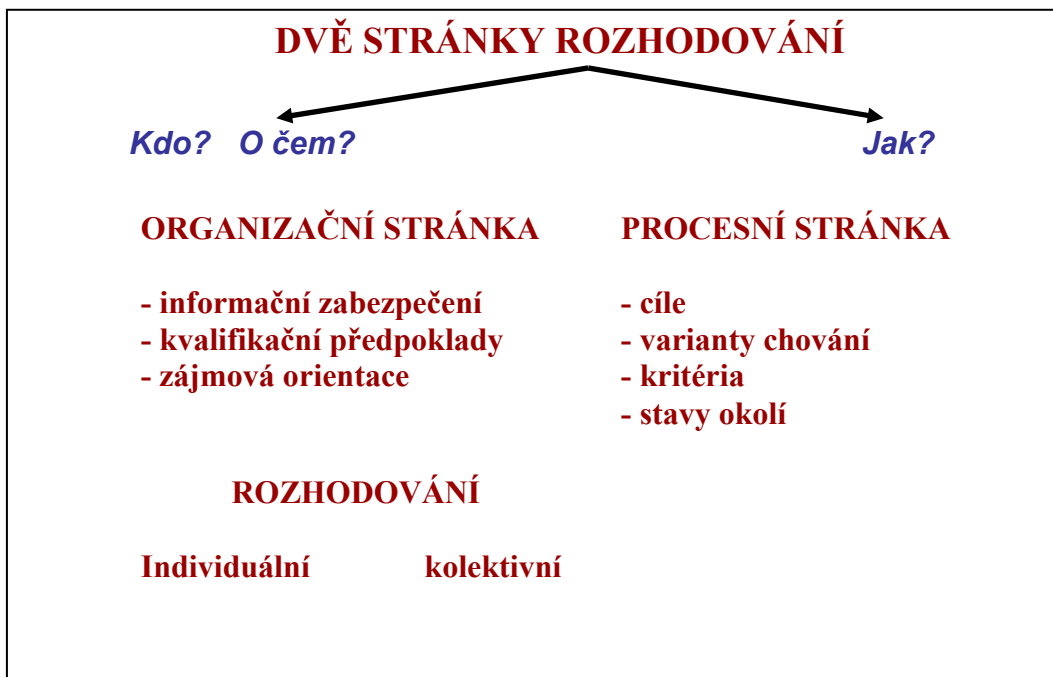 DVĚ STRÁNKY ROZHODOVÁNÍ
Kdo? O čem?
Jak?
ORGANIZAČNÍ STRÁNKA
- informační zabezpečení
- kvalifikační předpoklady
- zájmová orientace
PROCESNÍ STRÁNKA
- cíle
- varianty chování
- kritéria
- stavy okolí
ROZHODOVÁNÍ
Individuální kolektivní